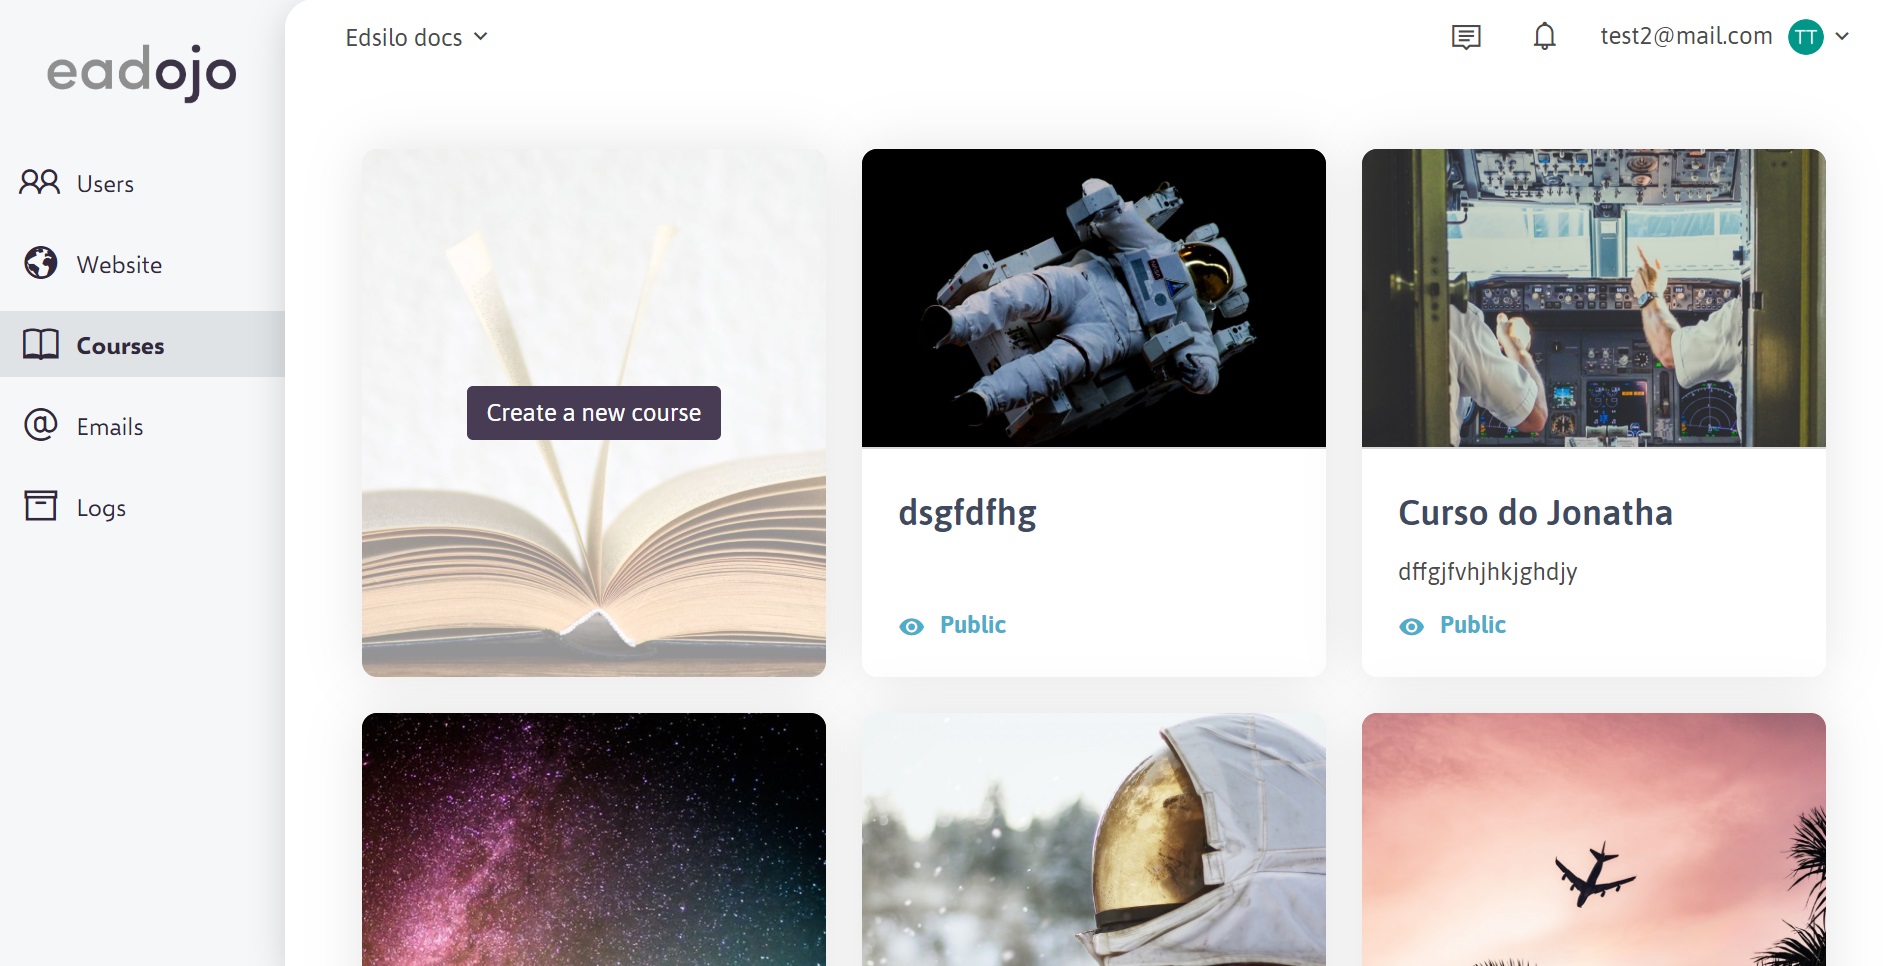 eadojo
Edsilo docs
test2@mail.com
TT
Users
Website
Courses
Emails
Logs
Create a new course
dsgfdfhg
Public
Curso do Jonatha
dffgjfvhjhkjghdjy
Public